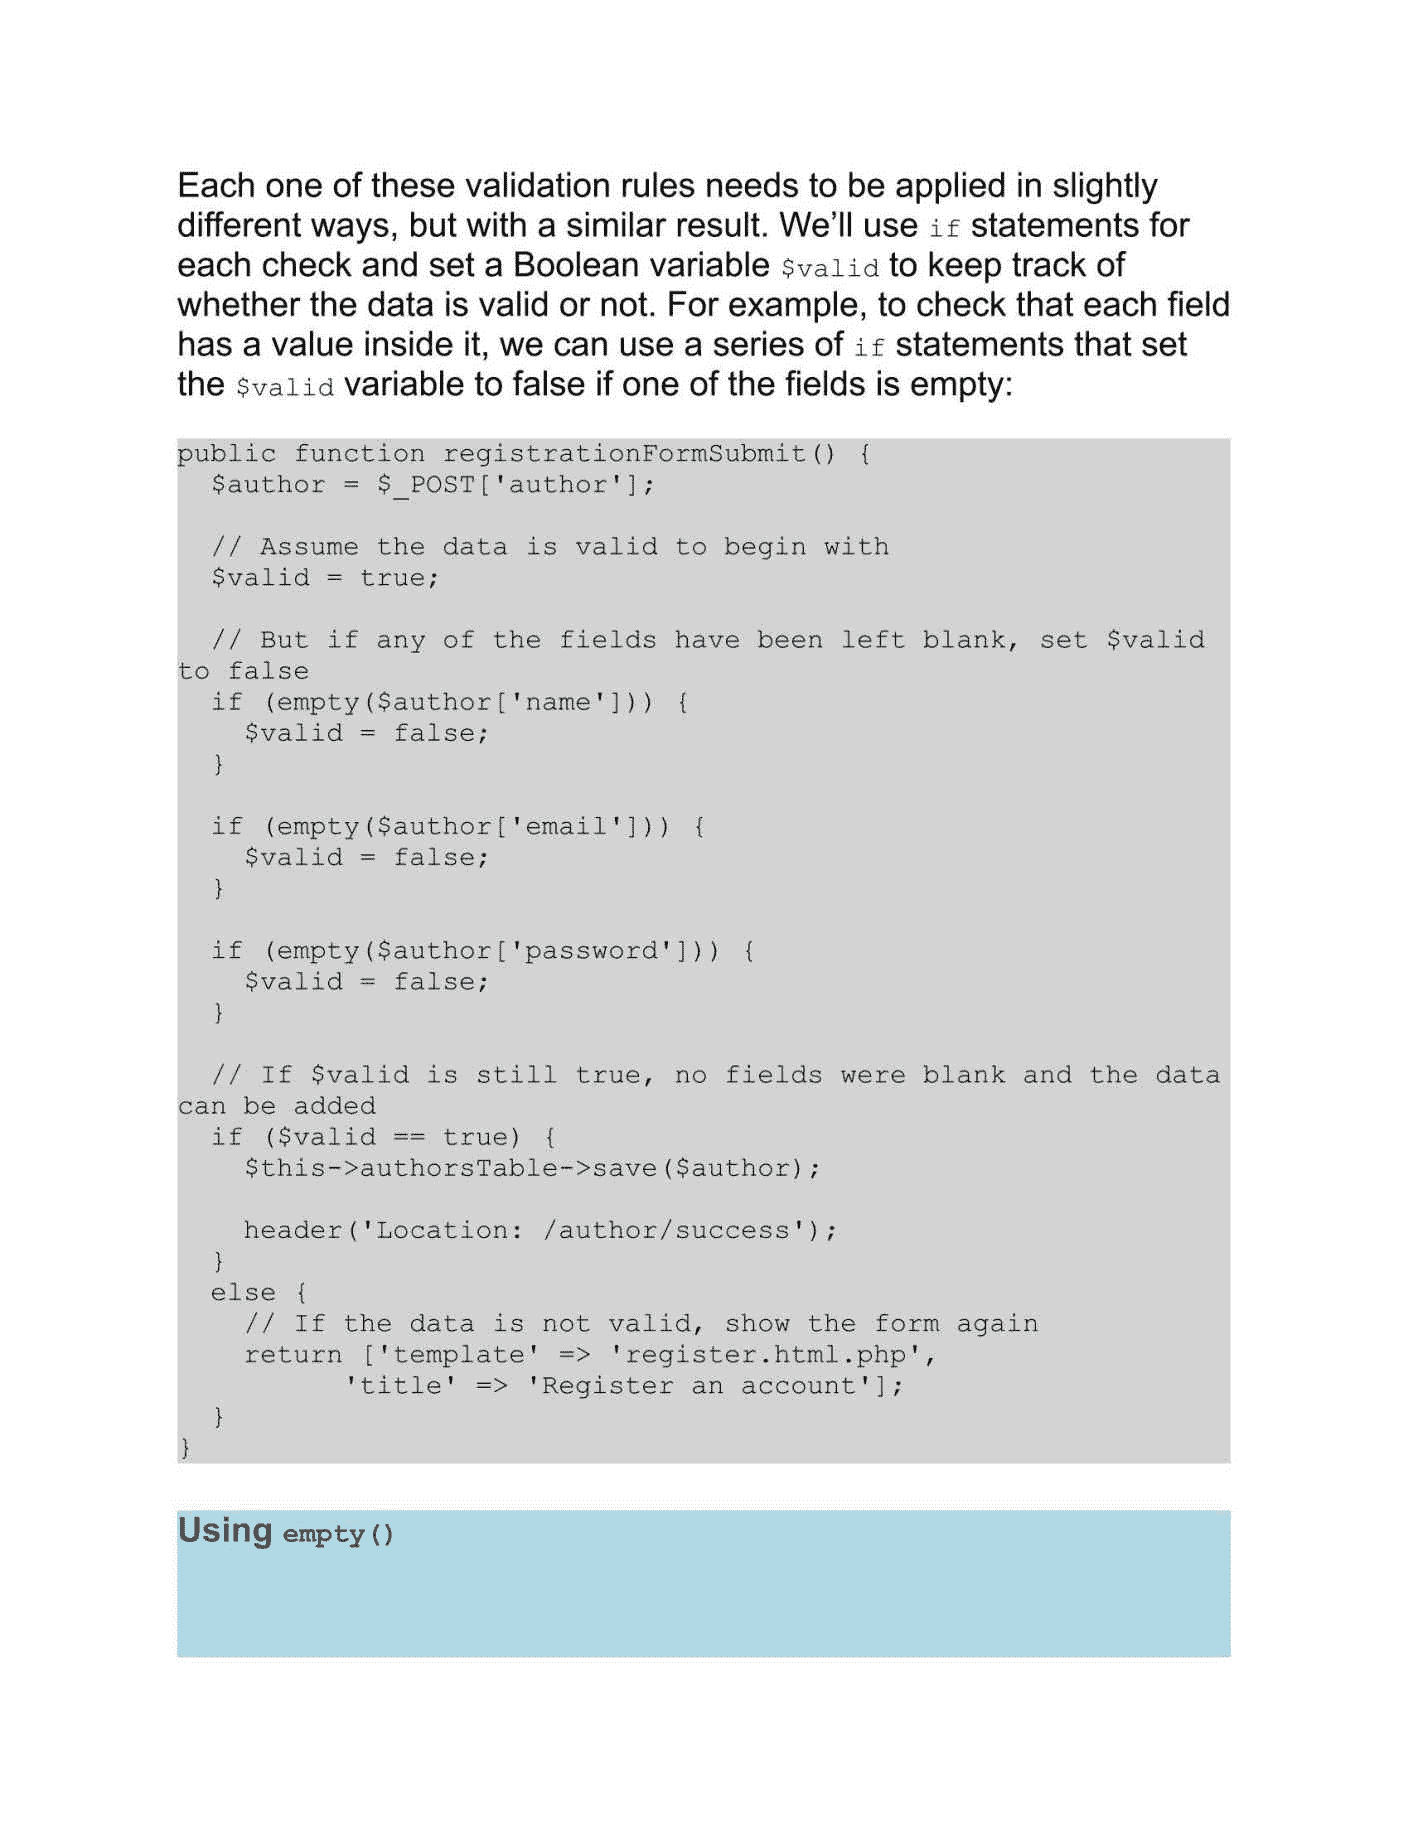 Each one of these validation rules needs to be applied in slightly
different ways, but with a similar result. We’ll use if statements for
each check and set a Boolean variable $valid to keep track of
whether the data is valid or not. For example, to check that each field
has a value inside it, we can use a series of if statements that set
the $valid variable to false if one of the fields is empty:
public function registrationFormSubmit() {
  $author = $_POST['author'];

  // Assume the data is valid to begin with
  $valid = true;

  // But if any of the fields have been left blank, set $valid
to false
  if (empty($author['name'])) {
    $valid = false;
  }

  if (empty($author['email'])) {
    $valid = false;
  }

  if (empty($author['password'])) {
    $valid = false;
  }

  // If $valid is still true, no fields were blank and the data
can be added
  if ($valid == true) {
    $this->authorsTable->save($author);

    header('Location: /author/success');
  }
  else {
    // If the data is not valid, show the form again
    return ['template' => 'register.html.php',
          'title' => 'Register an account'];
  }
}
Using empty()